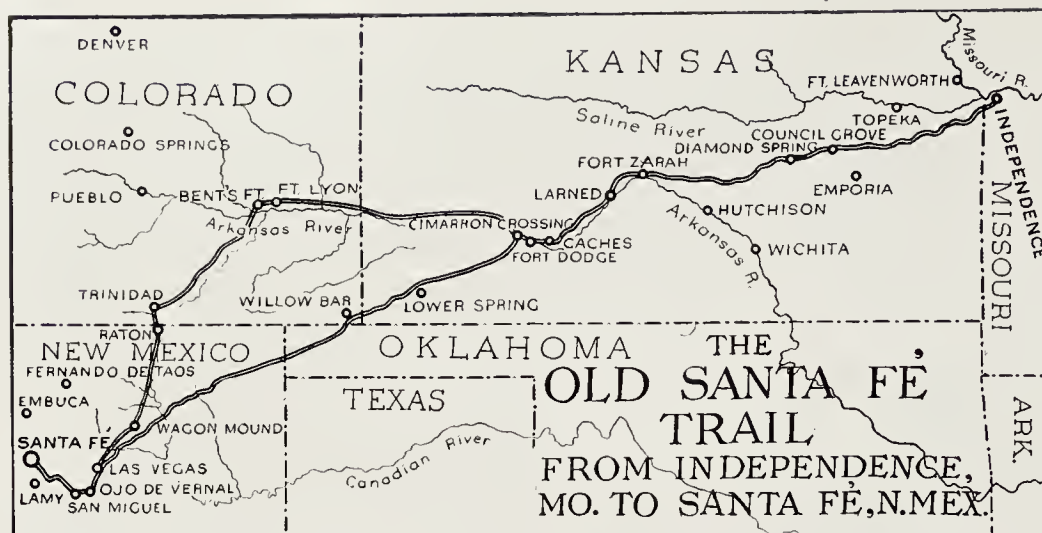 DENVER
KANSAS
Missouri R.
FT. LEAVENWORTH
COLORADO
TOPEKA
INDEPENDENCE
Saline River
COUNCIL GROVE
COLORADO SPRINGS
DIAMOND SPRING
FORT ZARAH
PUEBLO
BENT'S FT.
FT. LYON
LARNED
EMPORIA
MISSOURI
HUTCHISON
Arkansas River
CIMARRON CROSSING
Arkansas R.
CACHES
FORT DODGE
WICHITA
TRINIDAD
WILLOW BAR
LOWER SPRING
RATON
NEW MEXICO
OKLAHOMA
FERNANDO DE TAOS
TEXAS
EMBUCA
ARK.
WAGON MOUND
SANTA FÉ
Canadian River
LAS VEGAS
OJO DE VERNAL
LAMY
SAN MIGUEL
THE
OLD SANTA FÉ
TRAIL
FROM INDEPENDENCE,
MO. TO SANTA FÉ, N.MEX.